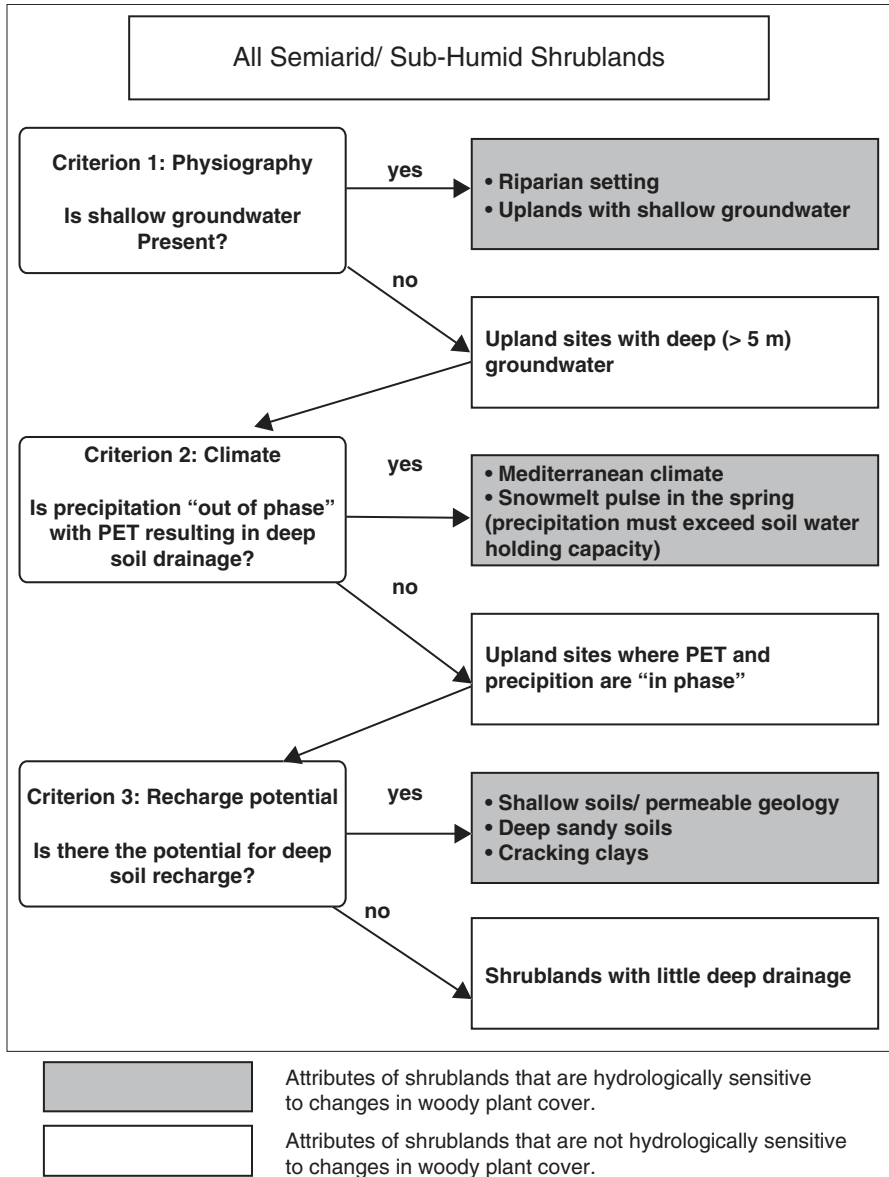 All Semiarid/ Sub-Humid Shrublands
Criterion 1: Physiography
Is shallow groundwater
Present?
yes
• Riparian setting
• Uplands with shallow groundwater
no
Upland sites with deep (> 5 m)
groundwater
Criterion 2: Climate
Is precipitation “out of phase”
with PET resulting in deep
soil drainage?
yes
• Mediterranean climate
• Snowmelt pulse in the spring
(precipitation must exceed soil water
holding capacity)
no
Upland sites where PET and
precipition are “in phase”
Criterion 3: Recharge potential
Is there the potential for deep
soil recharge?
yes
• Shallow soils/ permeable geology
• Deep sandy soils
• Cracking clays
no
Shrublands with little deep drainage
Attributes of shrublands that are hydrologically sensitive
to changes in woody plant cover.
Attributes of shrublands that are not hydrologically sensitive
to changes in woody plant cover.